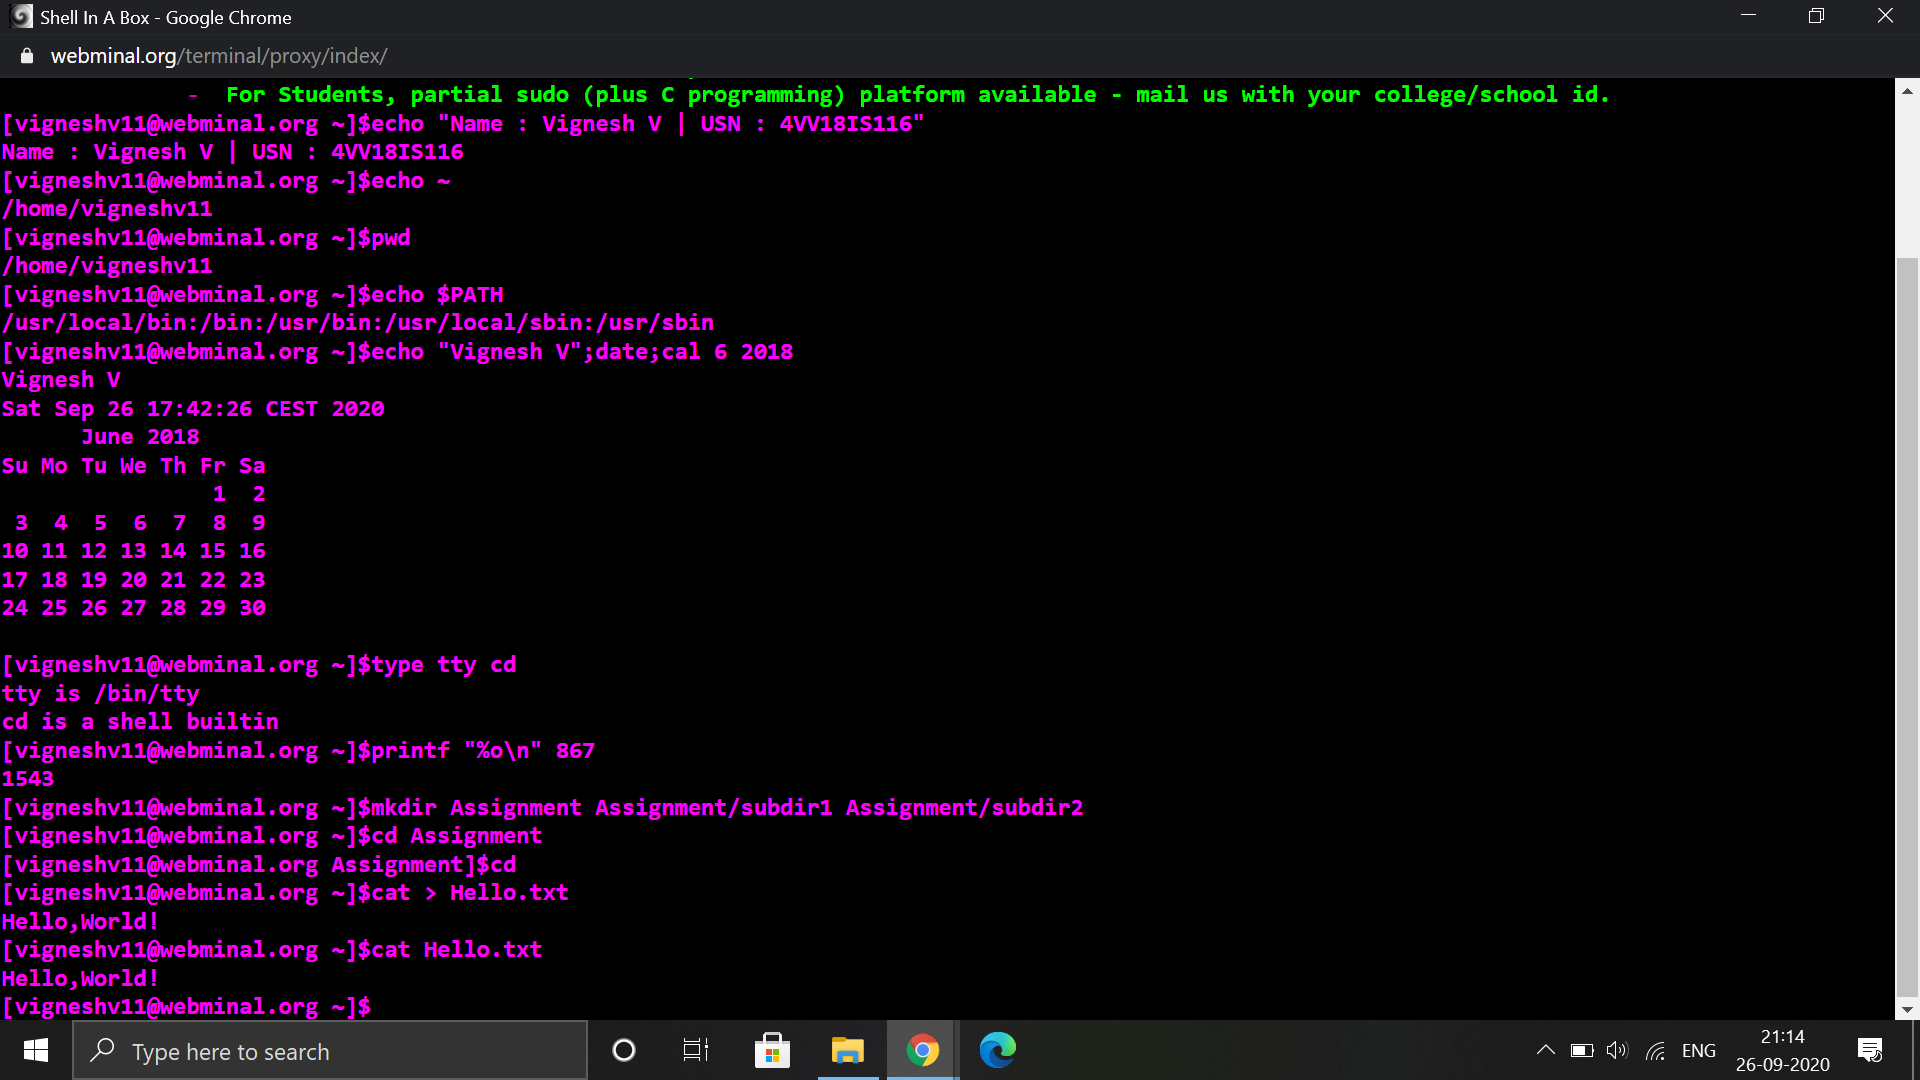 Shell In A Box - Google Chrome
webminal.org/terminal/proxy/index/
- For Students, partial sudo (plus C programming) platform available - mail us with your college/school id.
[vigneshv11@webminal.org ~]$echo "Name : Vignesh V | USN : 4VV18IS116"
Name : Vignesh V | USN : 4VV18IS116
[vigneshv11@webminal.org ~]$echo ~
/home/vigneshv11
[vigneshv11@webminal.org ~]$pwd
/home/vigneshv11
[vigneshv11@webminal.org ~]$echo $PATH
/usr/local/bin:/bin:/usr/bin:/usr/local/sbin:/usr/sbin
[vigneshv11@webminal.org ~]$echo "Vignesh V";date;cal 6 2018
Vignesh V
Sat Sep 26 17:42:26 CEST 2020
      June 2018
Su Mo Tu We Th Fr Sa
                1  2
 3  4  5  6  7  8  9
10 11 12 13 14 15 16
17 18 19 20 21 22 23
24 25 26 27 28 29 30
[vigneshv11@webminal.org ~]$type tty cd
tty is /bin/tty
cd is a shell builtin
[vigneshv11@webminal.org ~]$printf "%o\n" 867
1543
[vigneshv11@webminal.org ~]$mkdir Assignment Assignment/subdir1 Assignment/subdir2
[vigneshv11@webminal.org ~]$cd Assignment
[vigneshv11@webminal.org Assignment]$cd
[vigneshv11@webminal.org ~]$cat > Hello.txt
Hello,World!
[vigneshv11@webminal.org ~]$cat Hello.txt
Hello,World!
[vigneshv11@webminal.org ~]$
Type here to search
ENG
21:14
26-09-2020